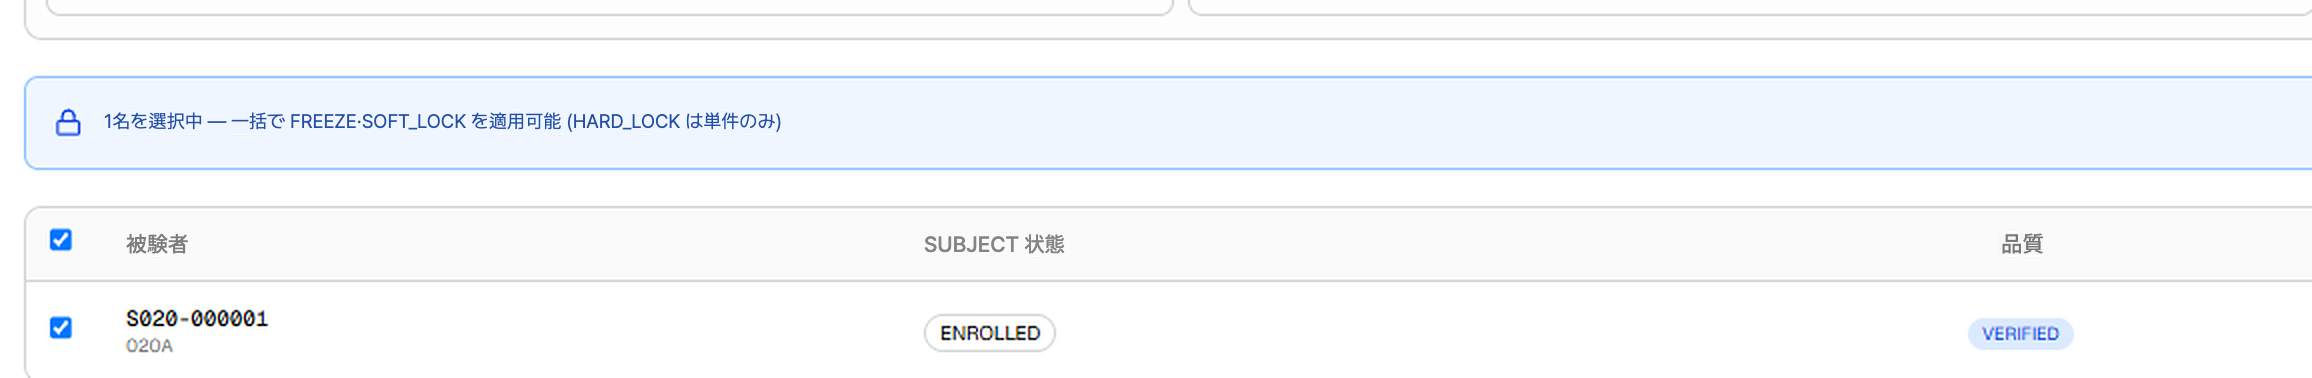 1名を選択中 — 一括で FREEZE·SOFT_LOCK を適用可能 (HARD_LOCK は単件のみ)
被験者 SUBJECT 状態 品質
S020-000001 ENROLLED VERIFIED
020A